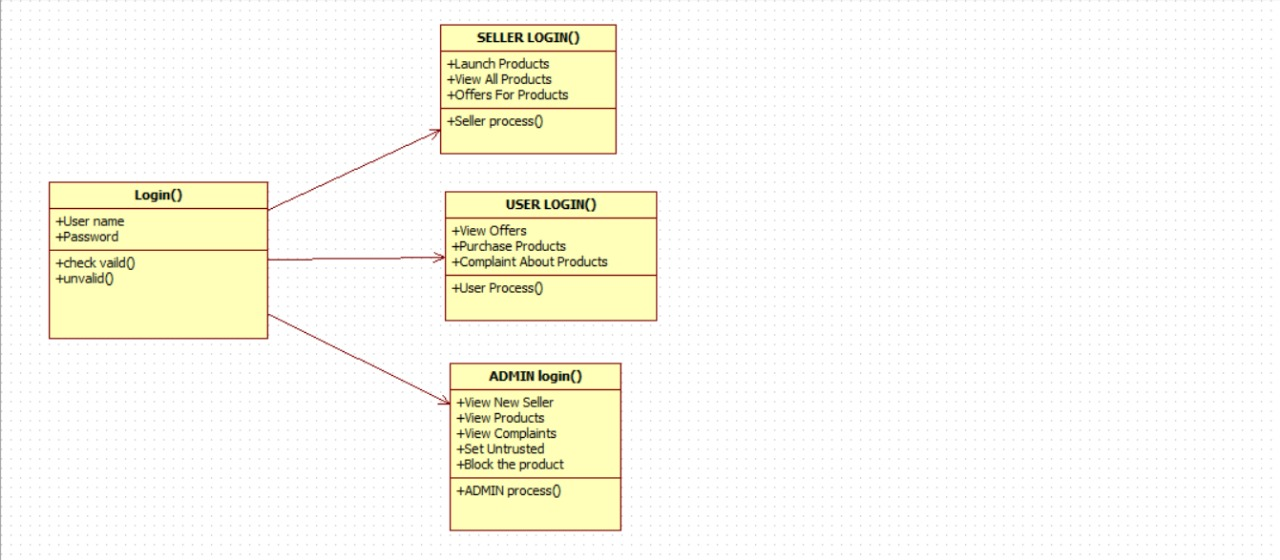 SELLER LOGIN()
+Launch Products
+View All Products
+Offers For Products
+Seller process()
Login()
+User name
+Password
+check vaild()
+unvalid()
USER LOGIN()
+View Offers
+Purchase Products
+Complaint About Products
+User Process()
ADMIN login()
+View New Seller
+View Products
+View Complaints
+Set Untrusted
+Block the product
+ADMIN process()